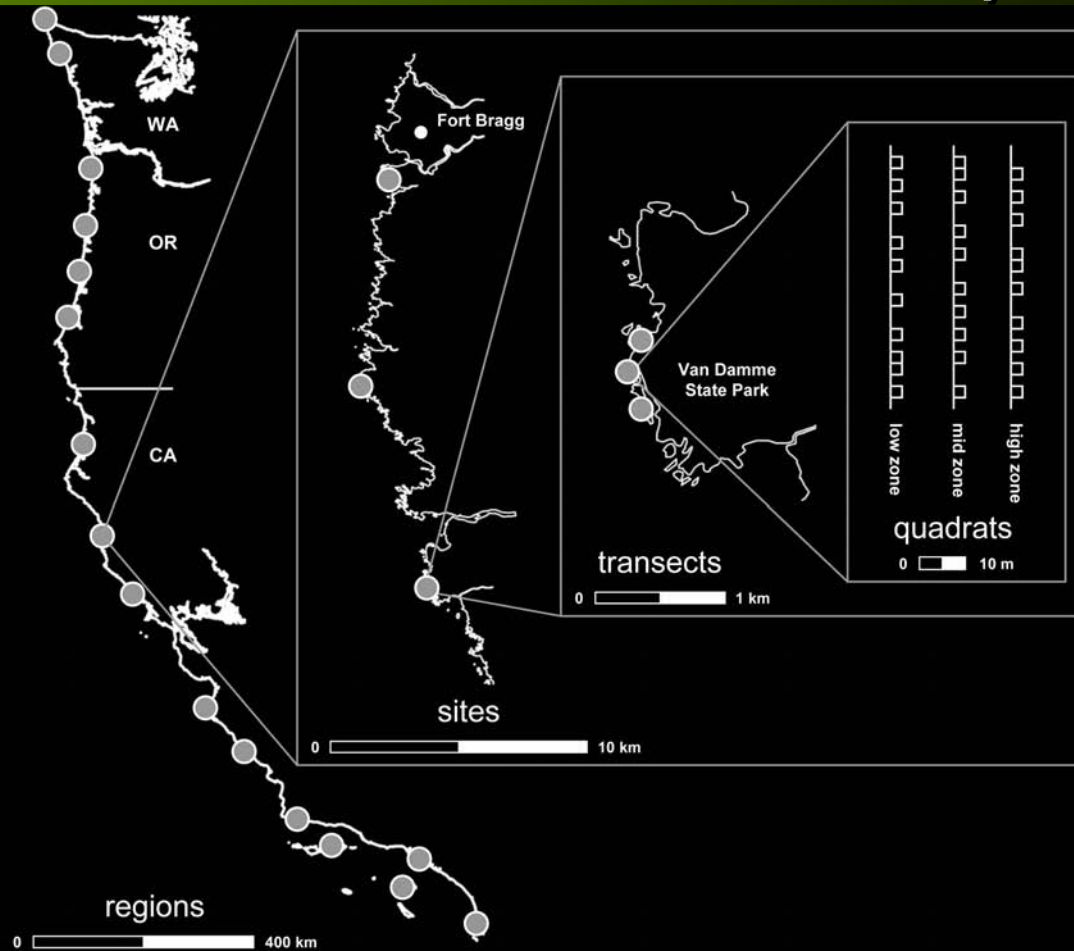 WA
OR
CA
regions
0 400 km
Fort Bragg
sites
0 10 km
Van Damme
State Park
transects
0 1 km
low zone
mid zone
high zone
quadrats
0 10 m